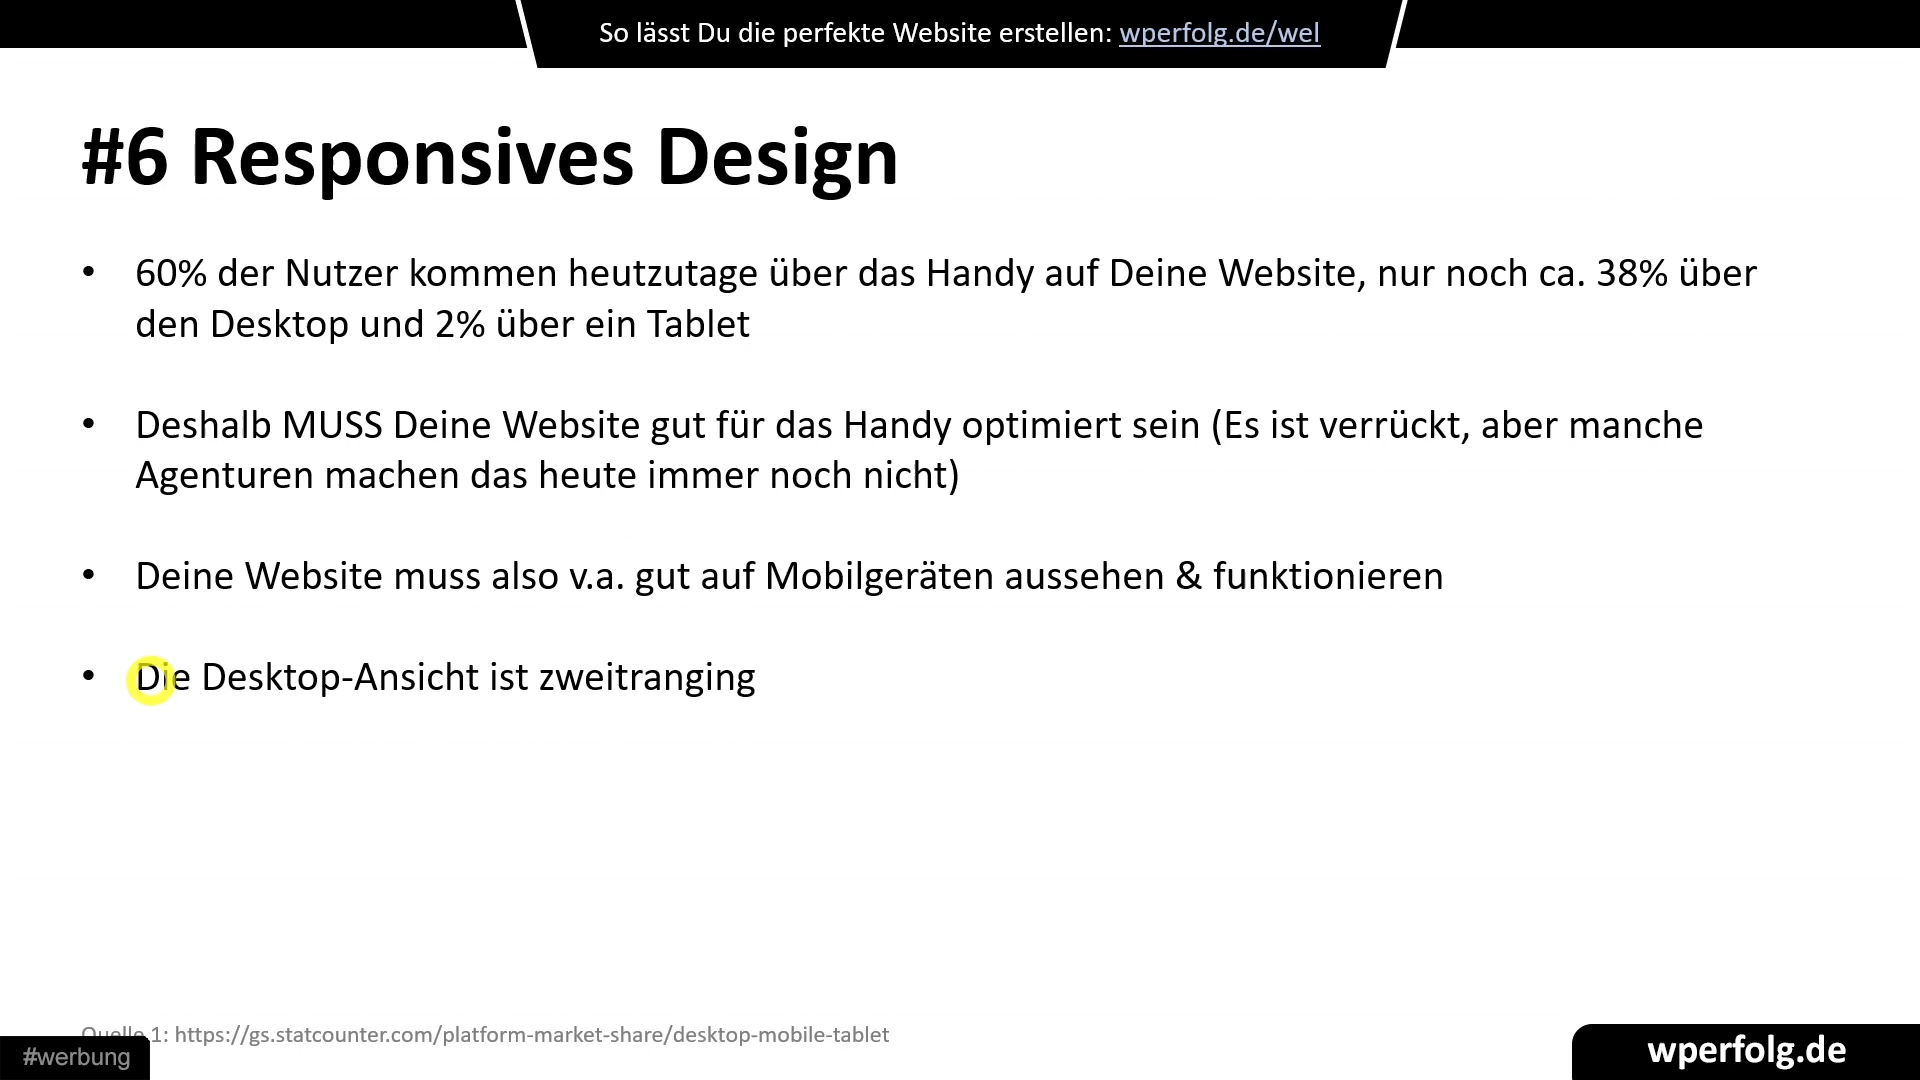 So lässt Du die perfekte Website erstellen: wperfolg.de/wel
#6 Responsives Design
• 60% der Nutzer kommen heutzutage über das Handy auf Deine Website, nur noch ca. 38% über
den Desktop und 2% über ein Tablet
• Deshalb MUSS Deine Website gut für das Handy optimiert sein (Es ist verrückt, aber manche
Agenturen machen das heute immer noch nicht)
• Deine Website muss also v.a. gut auf Mobilgeräten aussehen & funktionieren
• Die Desktop-Ansicht ist zweitranging
Quelle 1: https://gs.statcounter.com/platform-market-share/desktop-mobile-tablet
#werbung
wperfolg.de